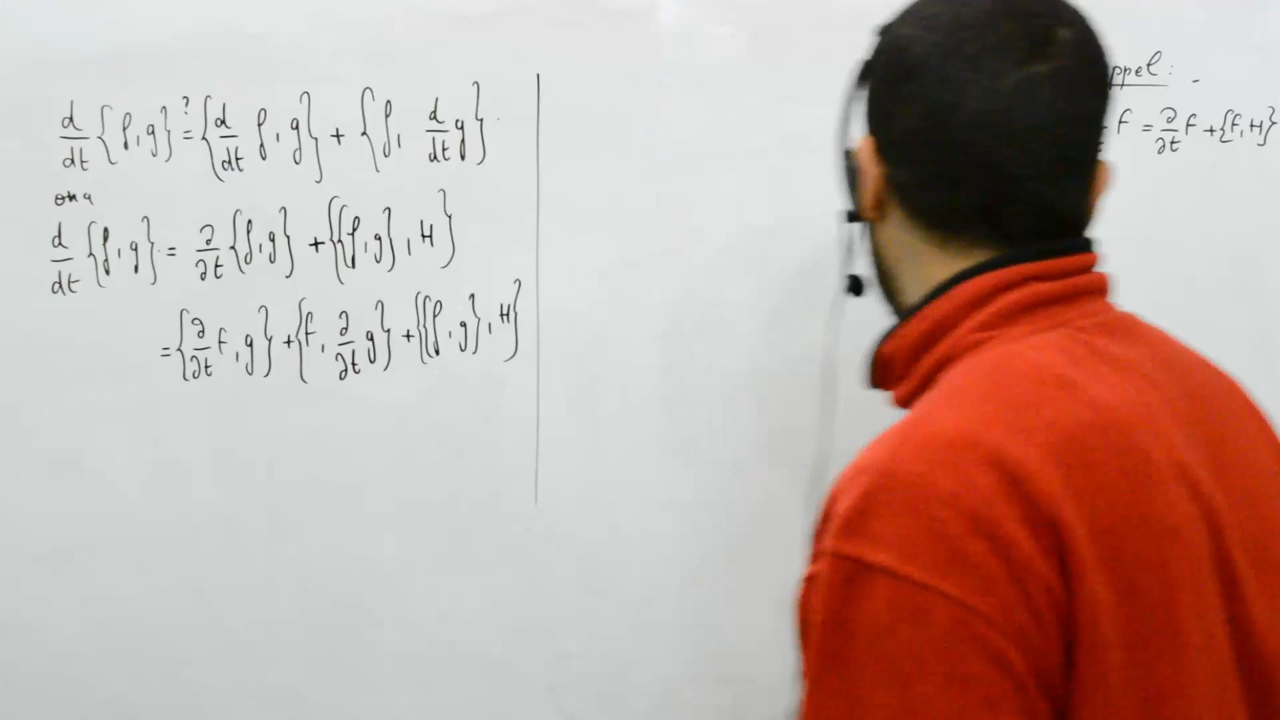 d/dt {f, g} ?= {d/dt f, g} + {f, d/dt g}
on a
d/dt {f, g} = ∂/∂t {f, g} + {{f, g}, H}
= {∂/∂t f, g} + {f, ∂/∂t g} + {{f, g}, H}
ppel :
f = ∂/∂t f + {f, H}